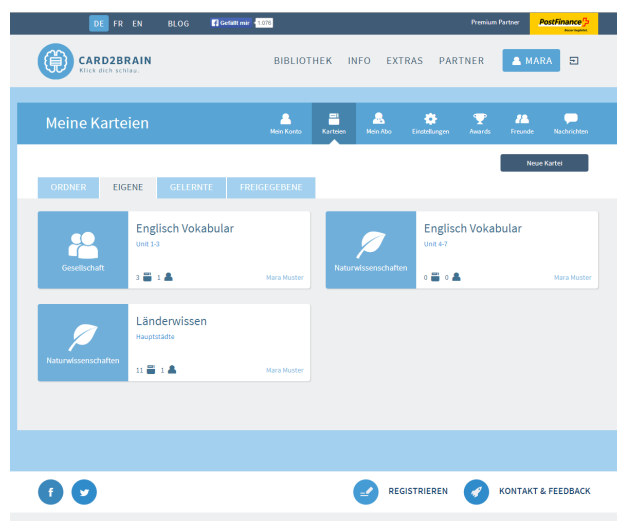 DE FR EN BLOG Gefällt mir 1.076 Premium Partner PostFinance
CARD2BRAIN
Klick dich schlau.
BIBLIOTHEK INFO EXTRAS PARTNER MARA
Meine Karteien
Mein Konto Karteien Mein Abo Einstellungen Awards Freunde Nachrichten
Neue Kartei
ORDNER EIGENE GELERNTE FREIGEGEBENE
Gesellschaft
Englisch Vokabular
Unit 1-3
3 1 Mara Muster
Naturwissenschaften
Englisch Vokabular
Unit 4-7
0 0 Mara Muster
Naturwissenschaften
Länderwissen
Hauptstädte
11 1 Mara Muster
REGISTRIEREN KONTAKT & FEEDBACK